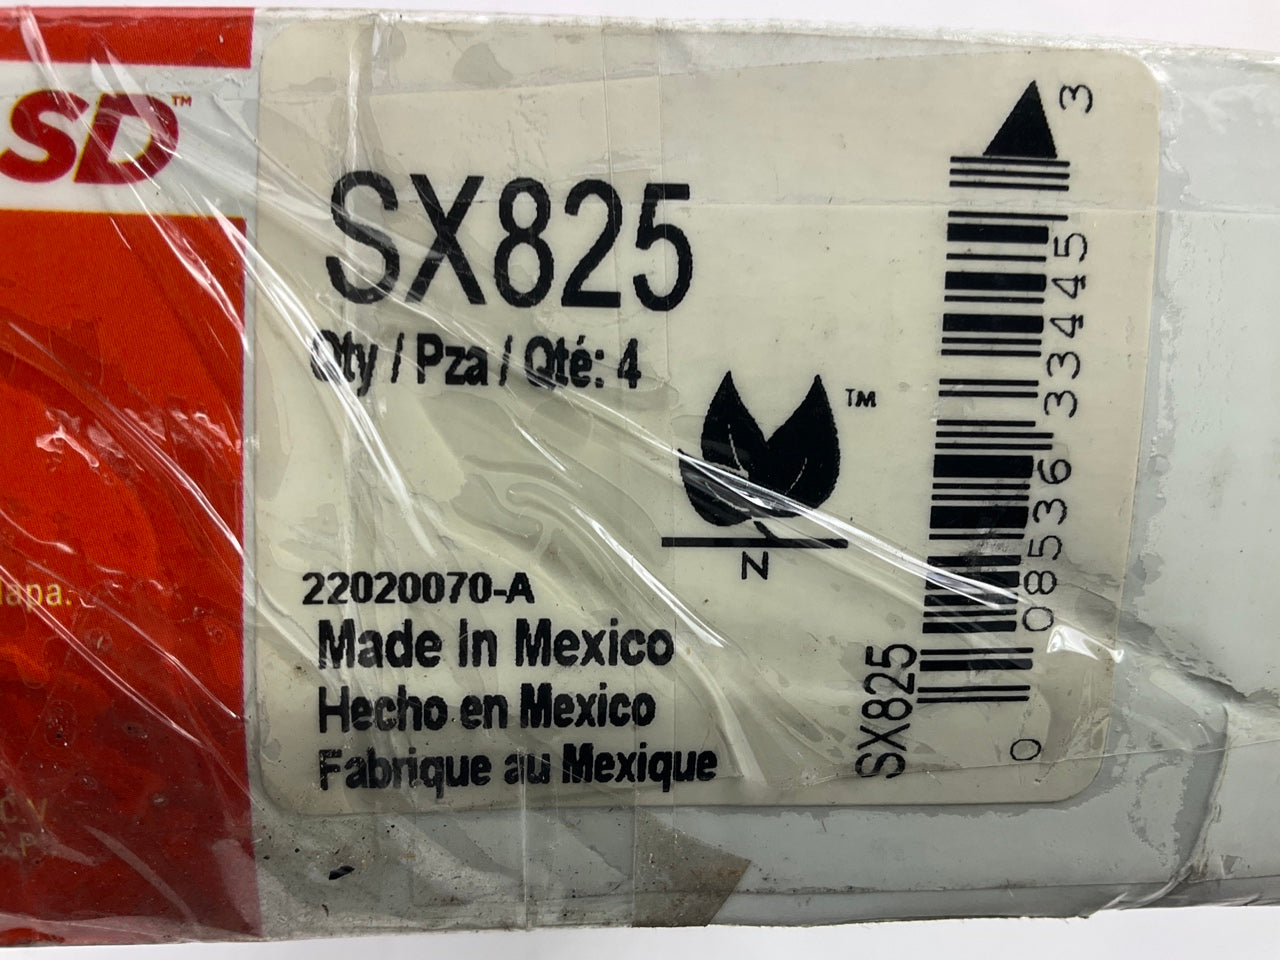 SD™
SX825
Qty / Pza / Qté: 4
™
N
22020070-A
Made In Mexico
Hecho en Mexico
Fabrique au Mexique
SX825
0 08536 33445 3
C.V